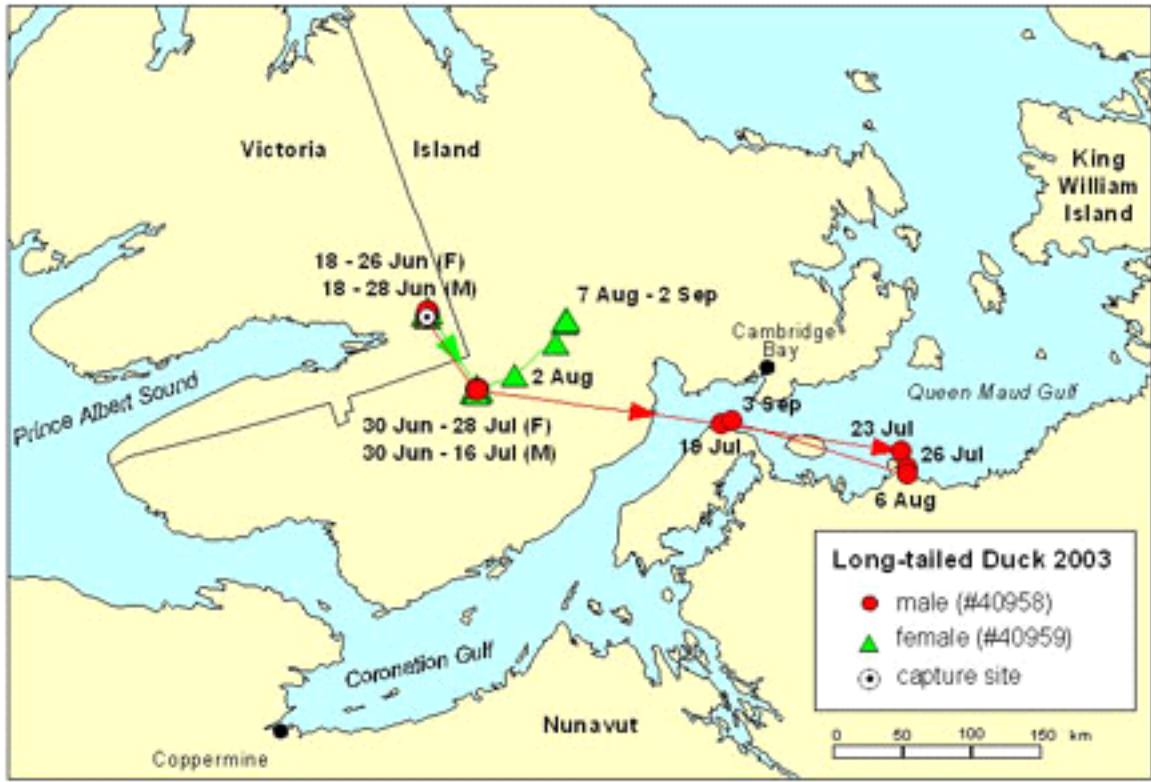 Victoria Island
King
William
Island
18 - 26 Jun (F)
18 - 28 Jun (M)
7 Aug - 2 Sep
Cambridge
Bay
2 Aug
Queen Maud Gulf
Prince Albert Sound
3 Sep
30 Jun - 28 Jul (F)
30 Jun - 16 Jul (M)
18 Jul
23 Jul
26 Jul
6 Aug
Long-tailed Duck 2003
male (#40958)
female (#40959)
capture site
Coronation Gulf
Nunavut
Coppermine
0 50 100 150 km